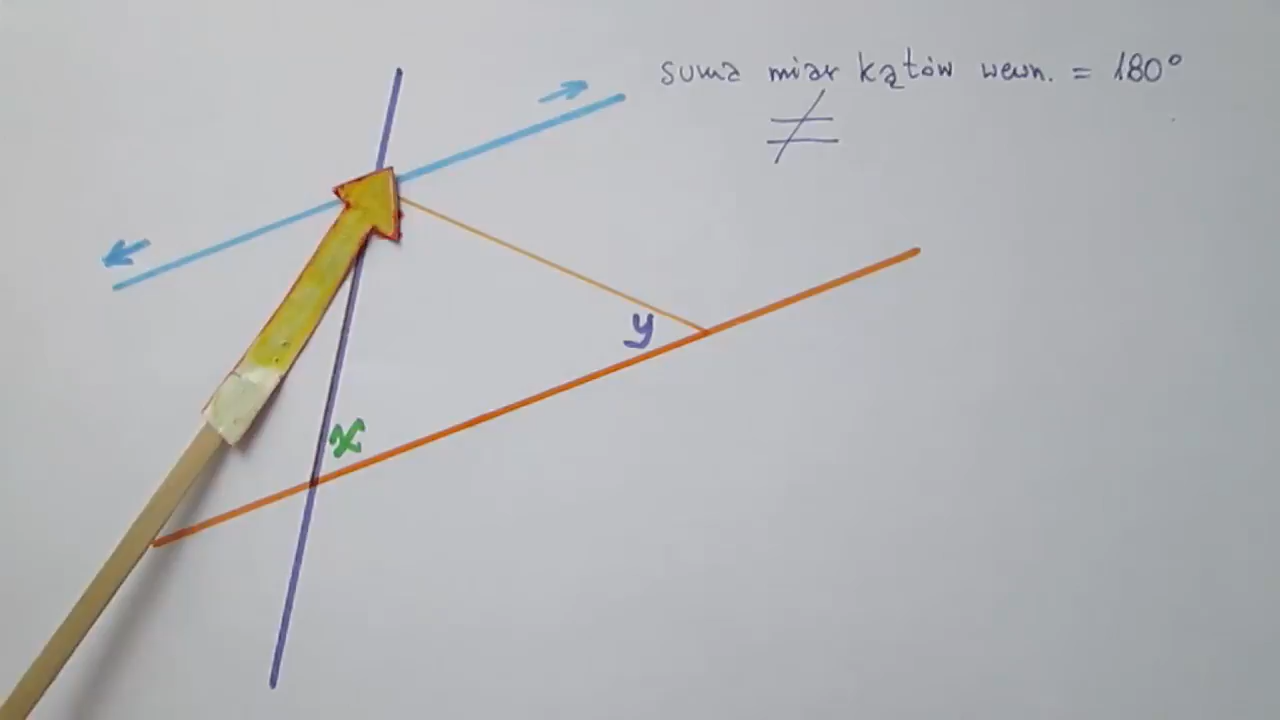 suma miar kątów wewn. = 180°
≠
y
x